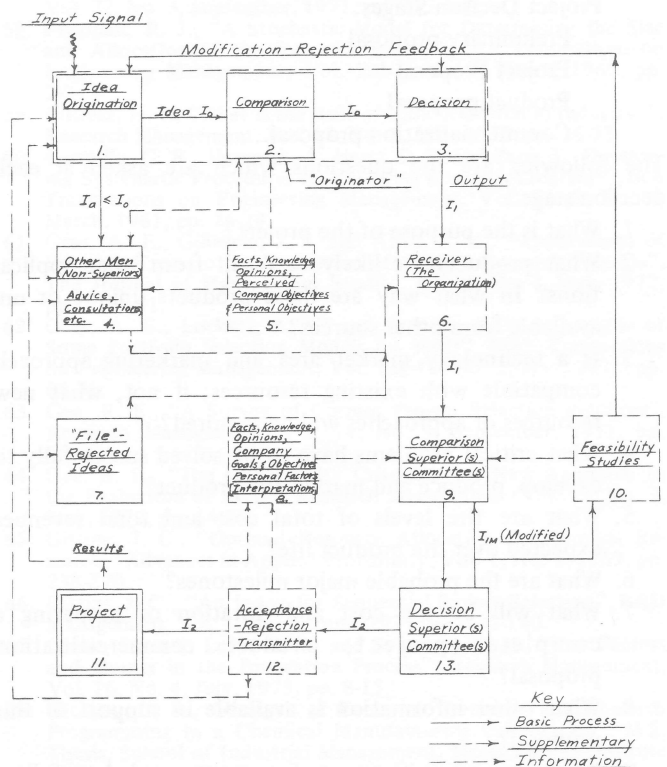 Input Signal
Modification-Rejection Feedback
Idea
Origination
1.
Idea I₀
Comparison
2.
I₀
Decision
3.
"Originator"
Output
Iₐ ≤ I₀
I₁
Other Men
(Non-Superiors)
Advice,
Consultations,
etc.
4.
Facts, Knowledge,
Opinions,
Perceived
Company Objectives
& Personal Objectives
5.
Receiver
(The
Organization)
6.
I₁
"File"-
Rejected
Ideas
7.
Facts, Knowledge,
Opinions,
Company
Goals & Objectives
Personal Factors
Interpretations
8.
Comparison
Superior(s)
Committee(s)
9.
Feasibility
Studies
10.
I₁M (Modified)
Results
Project
11.
I₂
Acceptance
-Rejection
Transmitter
12.
I₂
Decision
Superior(s)
Committee(s)
13.
Key
Basic Process
Supplementary
Information